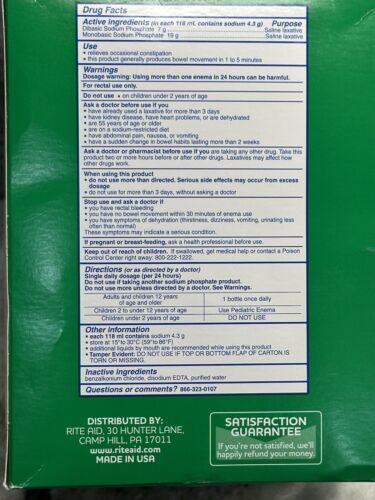 Drug Facts
Active ingredients (in each 118 mL contains sodium 4.3 g) Purpose
Dibasic Sodium Phosphate 7 g Saline laxative
Monobasic Sodium Phosphate 19 g Saline laxative
Use
• relieves occasional constipation
• this product generally produces bowel movement in 1 to 5 minutes
Warnings
Dosage warning: Using more than one enema in 24 hours can be harmful.
For rectal use only.
Do not use • on children under 2 years of age
Ask a doctor before use if you
• have already used a laxative for more than 3 days
• have kidney disease, have heart problems, or are dehydrated
• are 55 years of age or older
• are on a sodium-restricted diet
• have abdominal pain, nausea, or vomiting
• have a sudden change in bowel habits lasting more than 2 weeks
Ask a doctor or pharmacist before use if you are taking any other drug. Take this
product two or more hours before or after other drugs. Laxatives may affect how
other drugs work.
When using this product
• do not use more than directed. Serious side effects may occur from excess
dosage
• do not use for more than 3 days, without asking a doctor
Stop use and ask a doctor if
• you have rectal bleeding
• you have no bowel movement within 30 minutes of enema use
• you have symptoms of dehydration (thirstiness, dizziness, vomiting, urinating less
often than normal)
These symptoms may indicate a serious condition.
If pregnant or breast-feeding, ask a health professional before use.
Keep out of reach of children. If swallowed, get medical help or contact a Poison
Control Center right away: 800-222-1222.
Directions (or as directed by a doctor)
Single daily dosage (per 24 hours)
Do not use if taking another sodium phosphate product.
Do not use more unless directed by a doctor. See Warnings.
Adults and children 12 years
of age and older 1 bottle once daily
Children 2 to under 12 years of age Use Pediatric Enema
Children under 2 years of age DO NOT USE
Other information
• each 118 ml contains sodium 4.3 g
• store at 15°to 30°C (59°to 86°F)
• additional liquids by mouth are recommended while using this product
• Tamper Evident: DO NOT USE IF TOP OR BOTTOM FLAP OF CARTON IS
TORN OR MISSING.
Inactive ingredients
benzalkonium chloride, disodium EDTA, purified water
Questions or comments? 866-323-0107
DISTRIBUTED BY:
RITE AID, 30 HUNTER LANE,
CAMP HILL, PA 17011
www.riteaid.com
MADE IN USA
SATISFACTION
GUARANTEE
If you're not satisfied, we'll
happily refund your money.